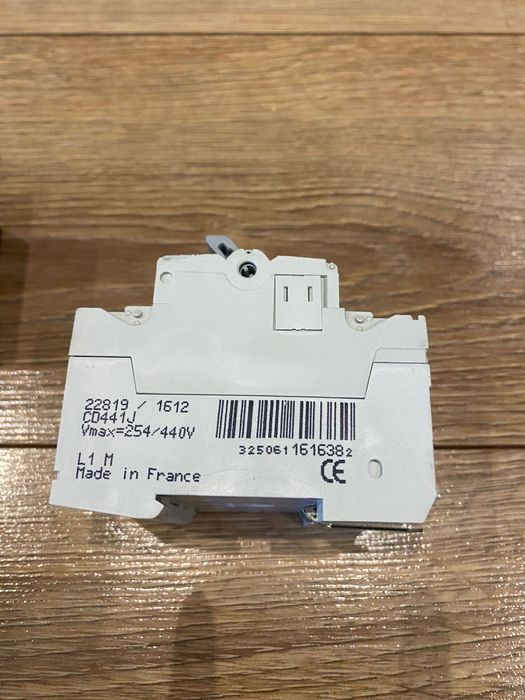 22819 / 1612
CD441J
Vmax=254/440V
3250611616382
L1 M
Made in France
CE